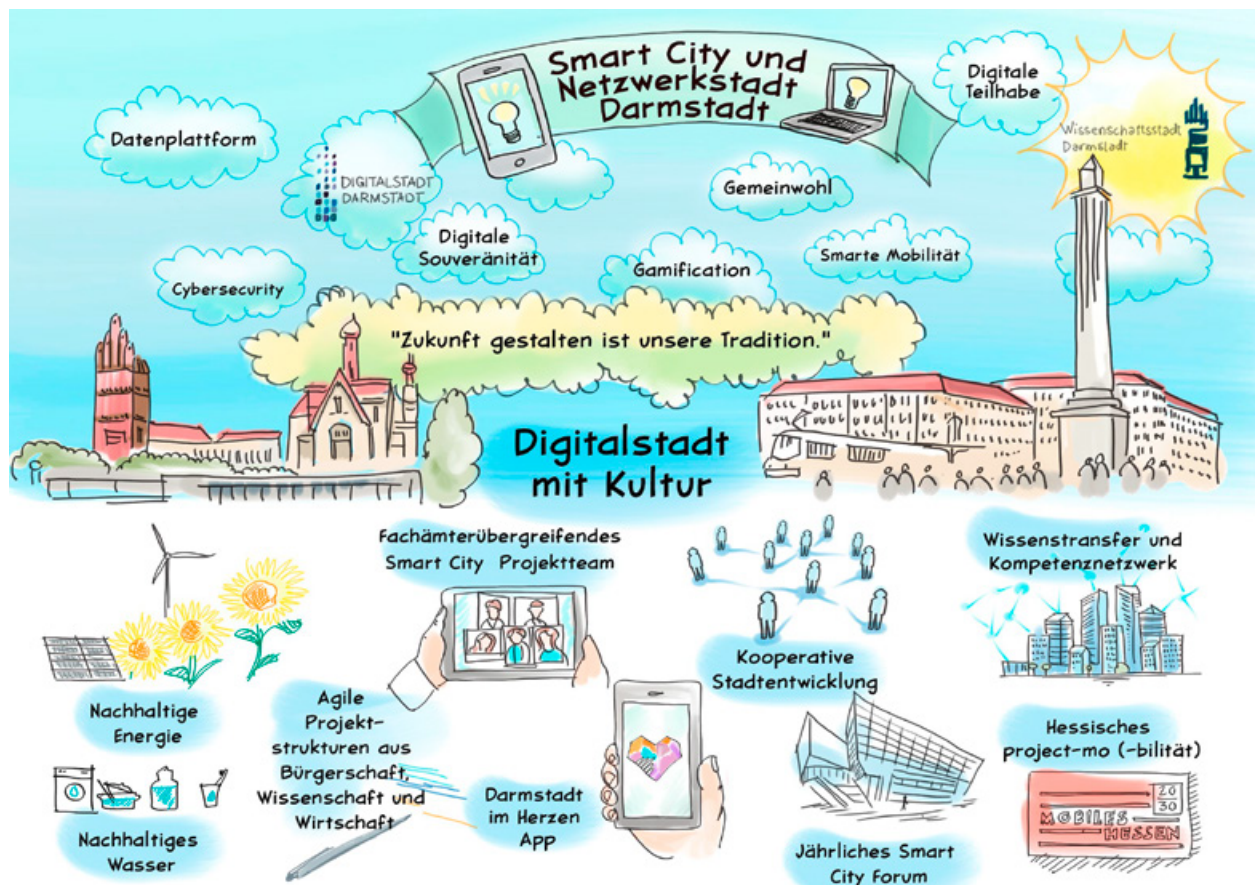 Smart City und
Netzwerkstadt
Darmstadt
Digitale
Teilhabe
Datenplattform
Wissenschaftsstadt
Darmstadt
DIGITALSTADT
DARMSTADT
Gemeinwohl
Digitale
Souveränität
Smarte Mobilität
Gamification
Cybersecurity
"Zukunft gestalten ist unsere Tradition."
Digitalstadt
mit Kultur
Fachämterübergreifendes
Smart City Projektteam
Wissenstransfer und
Kompetenznetzwerk
Kooperative
Stadtentwicklung
Nachhaltige
Energie
Agile
Projekt-
strukturen aus
Bürgerschaft,
Wissenschaft und
Wirtschaft
Hessisches
project-mo (-bilität)
Darmstadt
im Herzen
App
20
30
MOBILES
HESSEN
Nachhaltiges
Wasser
Jährliches Smart
City Forum